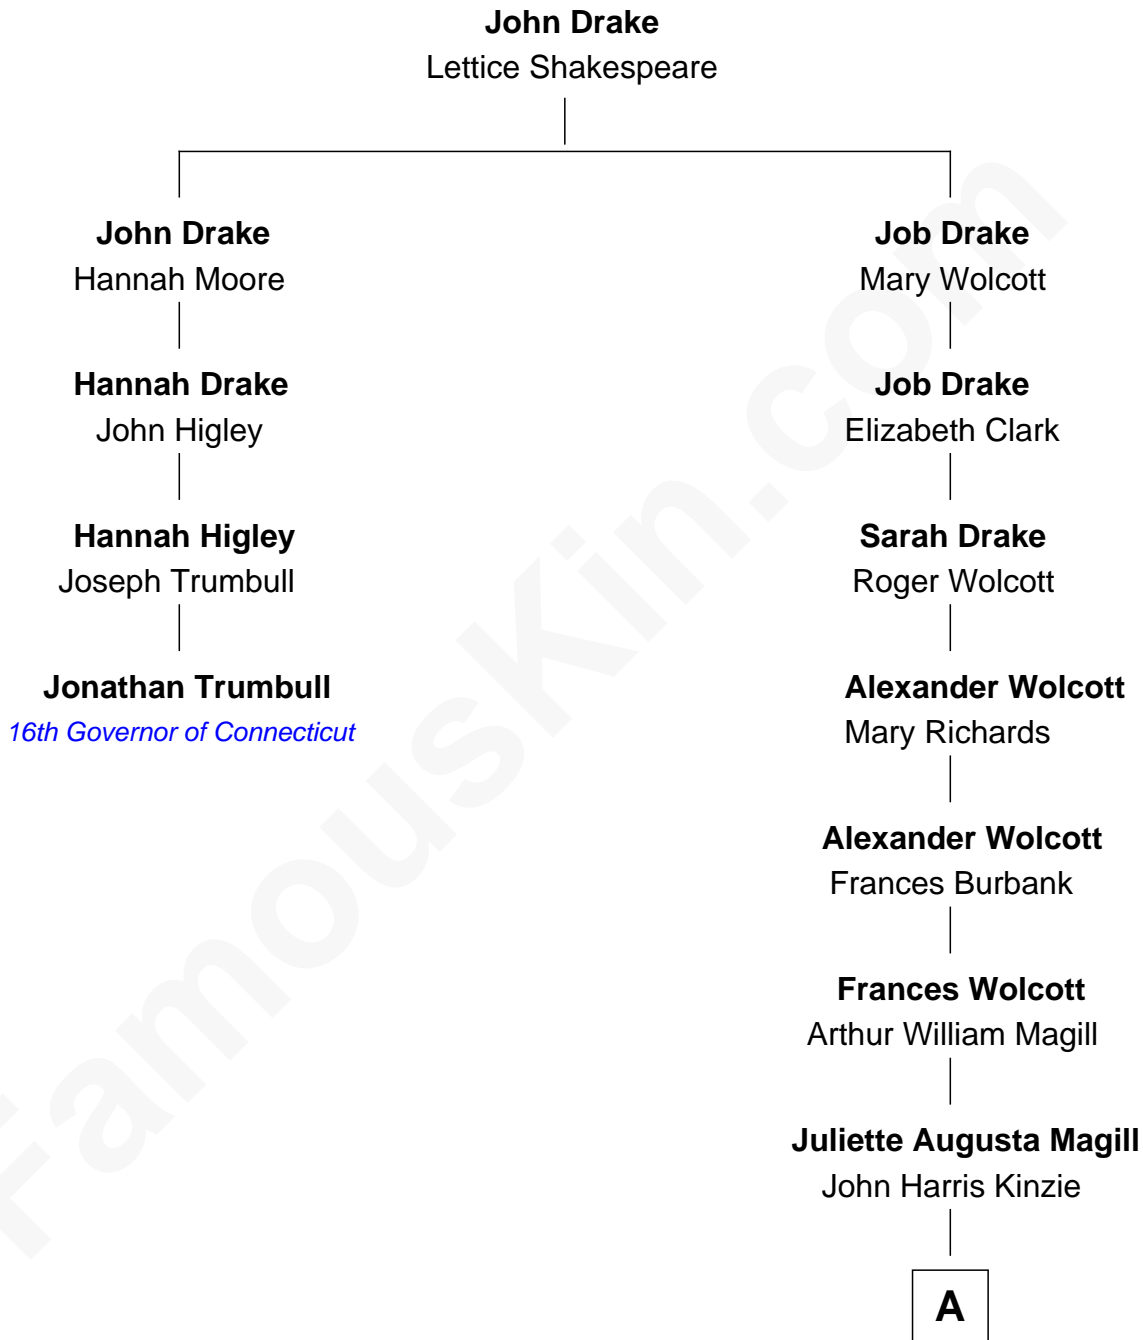 John Drake
Lettice Shakespeare
John Drake
Hannah Moore
Hannah Drake
John Higley
Hannah Higley
Joseph Trumbull
Jonathan Trumbull
16th Governor of Connecticut
Job Drake
Mary Wolcott
Job Drake
Elizabeth Clark
Sarah Drake
Roger Wolcott
Alexander Wolcott
Mary Richards
Alexander Wolcott
Frances Burbank
Frances Wolcott
Arthur William Magill
Juliette Augusta Magill
John Harris Kinzie
A
FamousKin.com